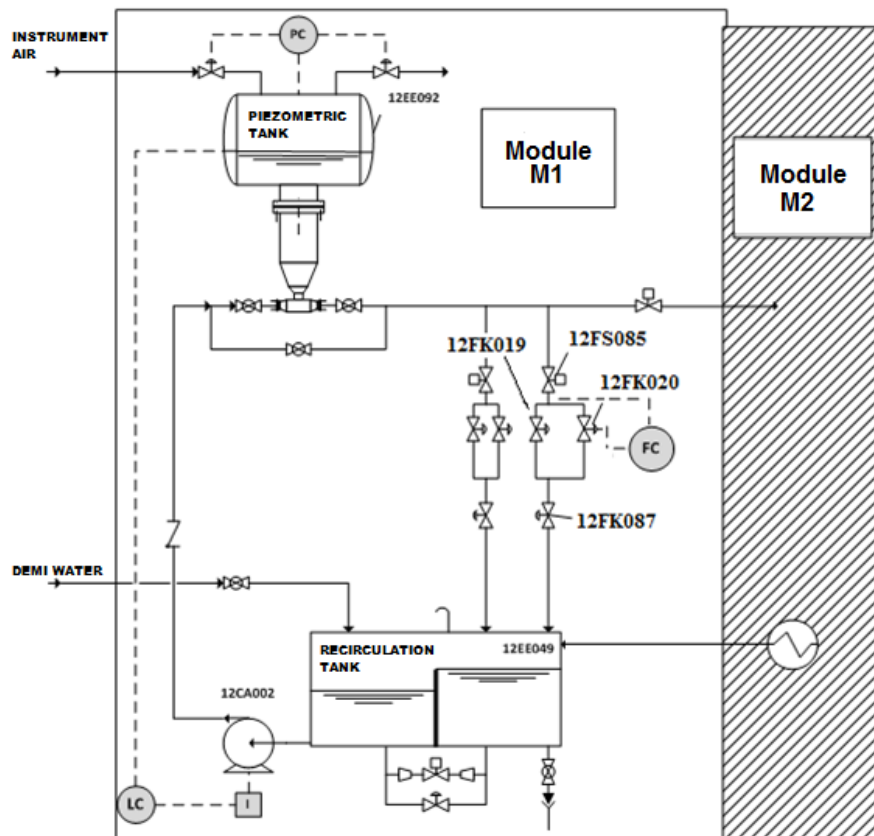 INSTRUMENT
AIR
PC
12EE092
PIEZOMETRIC
TANK
Module
M1
Module
M2
12FK019
12FS085
12FK020
FC
12FK087
DEMI WATER
RECIRCULATION
TANK
12EE049
12CA002
LC
I